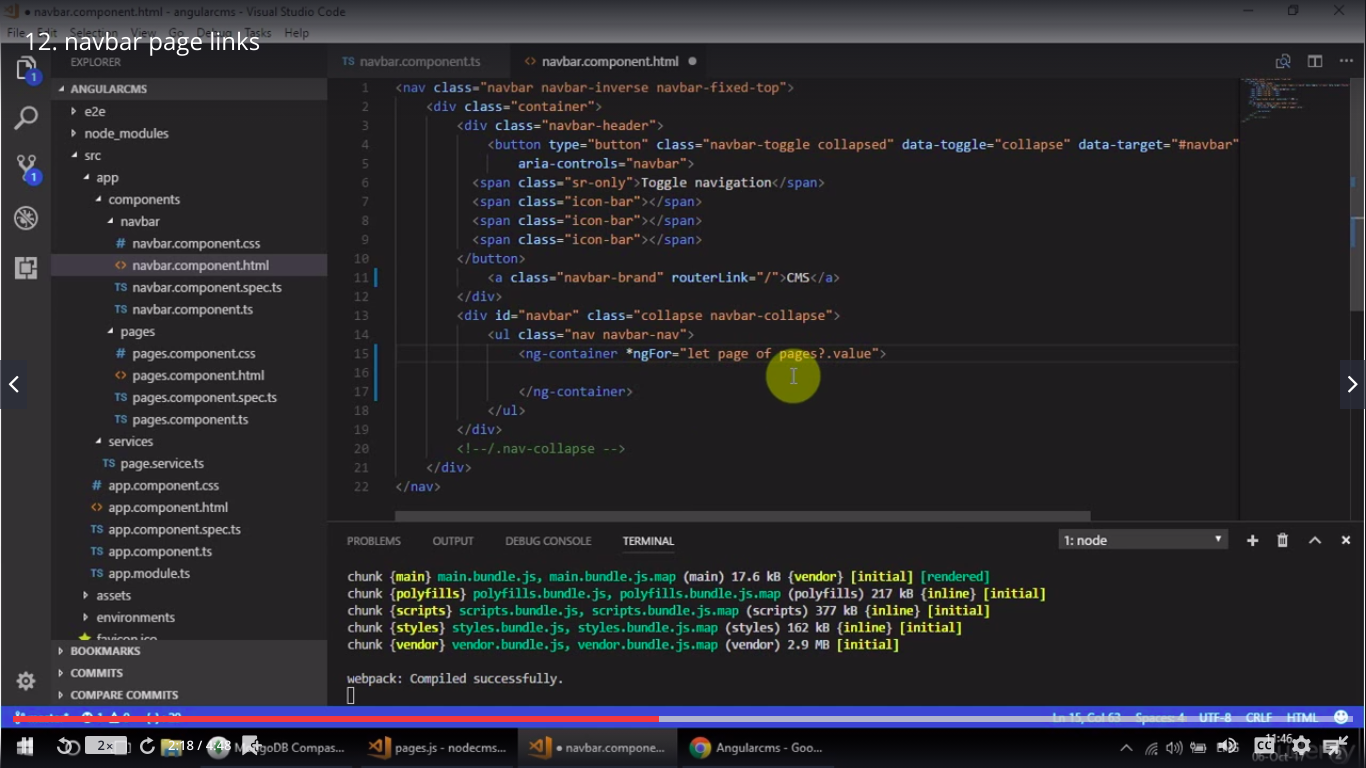 navbar.component.html - angularcms - Visual Studio Code
File Edit Selection View Go Debug Tasks Help
12. navbar page links
EXPLORER
ANGULARCMS
e2e
node_modules
src
app
components
navbar
# navbar.component.css
<> navbar.component.html
TS navbar.component.spec.ts
TS navbar.component.ts
pages
# pages.component.css
<> pages.component.html
TS pages.component.spec.ts
TS pages.component.ts
services
TS page.service.ts
# app.component.css
<> app.component.html
TS app.component.spec.ts
TS app.component.ts
TS app.module.ts
assets
environments
favicon.ico
BOOKMARKS
COMMITS
COMPARE COMMITS
TS navbar.component.ts <> navbar.component.html
1 <nav class="navbar navbar-inverse navbar-fixed-top">
2 <div class="container">
3 <div class="navbar-header">
4 <button type="button" class="navbar-toggle collapsed" data-toggle="collapse" data-target="#navbar"
5 aria-controls="navbar">
6 <span class="sr-only">Toggle navigation</span>
7 <span class="icon-bar"></span>
8 <span class="icon-bar"></span>
9 <span class="icon-bar"></span>
10 </button>
11 <a class="navbar-brand" routerLink="/">CMS</a>
12 </div>
13 <div id="navbar" class="collapse navbar-collapse">
14 <ul class="nav navbar-nav">
15 <ng-container *ngFor="let page of pages?.value">
16
17 </ng-container>
18 </ul>
19 </div>
20 <!--/.nav-collapse -->
21 </div>
22 </nav>
PROBLEMS OUTPUT DEBUG CONSOLE TERMINAL 1: node
chunk {main} main.bundle.js, main.bundle.js.map (main) 17.6 kB {vendor} [initial] [rendered]
chunk {polyfills} polyfills.bundle.js, polyfills.bundle.js.map (polyfills) 217 kB {inline} [initial]
chunk {scripts} scripts.bundle.js, scripts.bundle.js.map (scripts) 377 kB {inline} [initial]
chunk {styles} styles.bundle.js, styles.bundle.js.map (styles) 162 kB {inline} [initial]
chunk {vendor} vendor.bundle.js, vendor.bundle.js.map (vendor) 2.9 MB [initial]
webpack: Compiled successfully.
Ln 15, Col 63 Spaces: 4 UTF-8 CRLF HTML
2x 2:18 / 4:48 MongoDB Compas... pages.js - nodecms... navbar.compone... Angularcms - Goo... CC 11:46
06-Oct-17